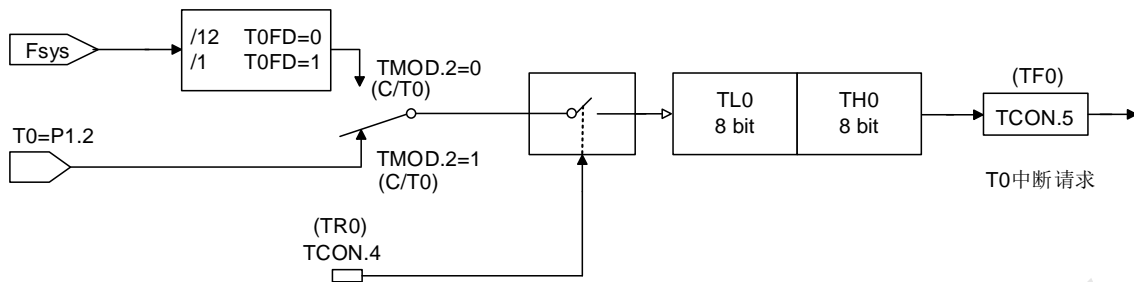 Fsys
/12 T0FD=0
/1 T0FD=1
TMOD.2=0
(C/T0)
T0=P1.2
TMOD.2=1
(C/T0)
(TR0)
TCON.4
TL0
8 bit
TH0
8 bit
(TF0)
TCON.5
T0中断请求